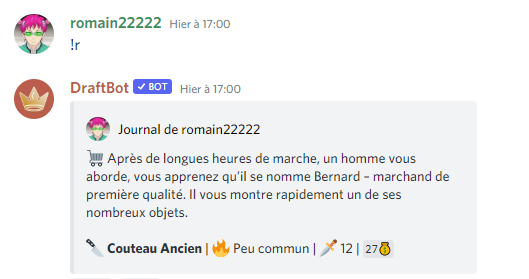 romain22222 Hier à 17:00
!r
DraftBot ✓ BOT Hier à 17:00
Journal de romain22222
🛒 Après de longues heures de marche, un homme vous
aborde, vous apprenez qu'il se nomme Bernard – marchand de
première qualité. Il vous montre rapidement un de ses
nombreux objets.
🔪 Couteau Ancien | 🔥 Peu commun | 🗡️ 12 | 27💰